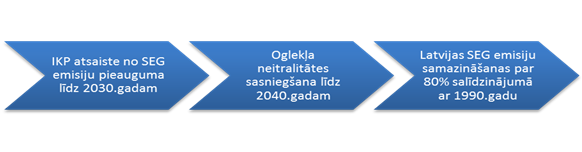 IKP atsaiste no SEG
emisiju pieauguma
līdz 2030.gadam
Oglekļa
neitralitātes
sasniegšana līdz
2040.gadam
Latvijas SEG emisiju
samazināšanas par
80% salīdzinājumā
ar 1990.gadu